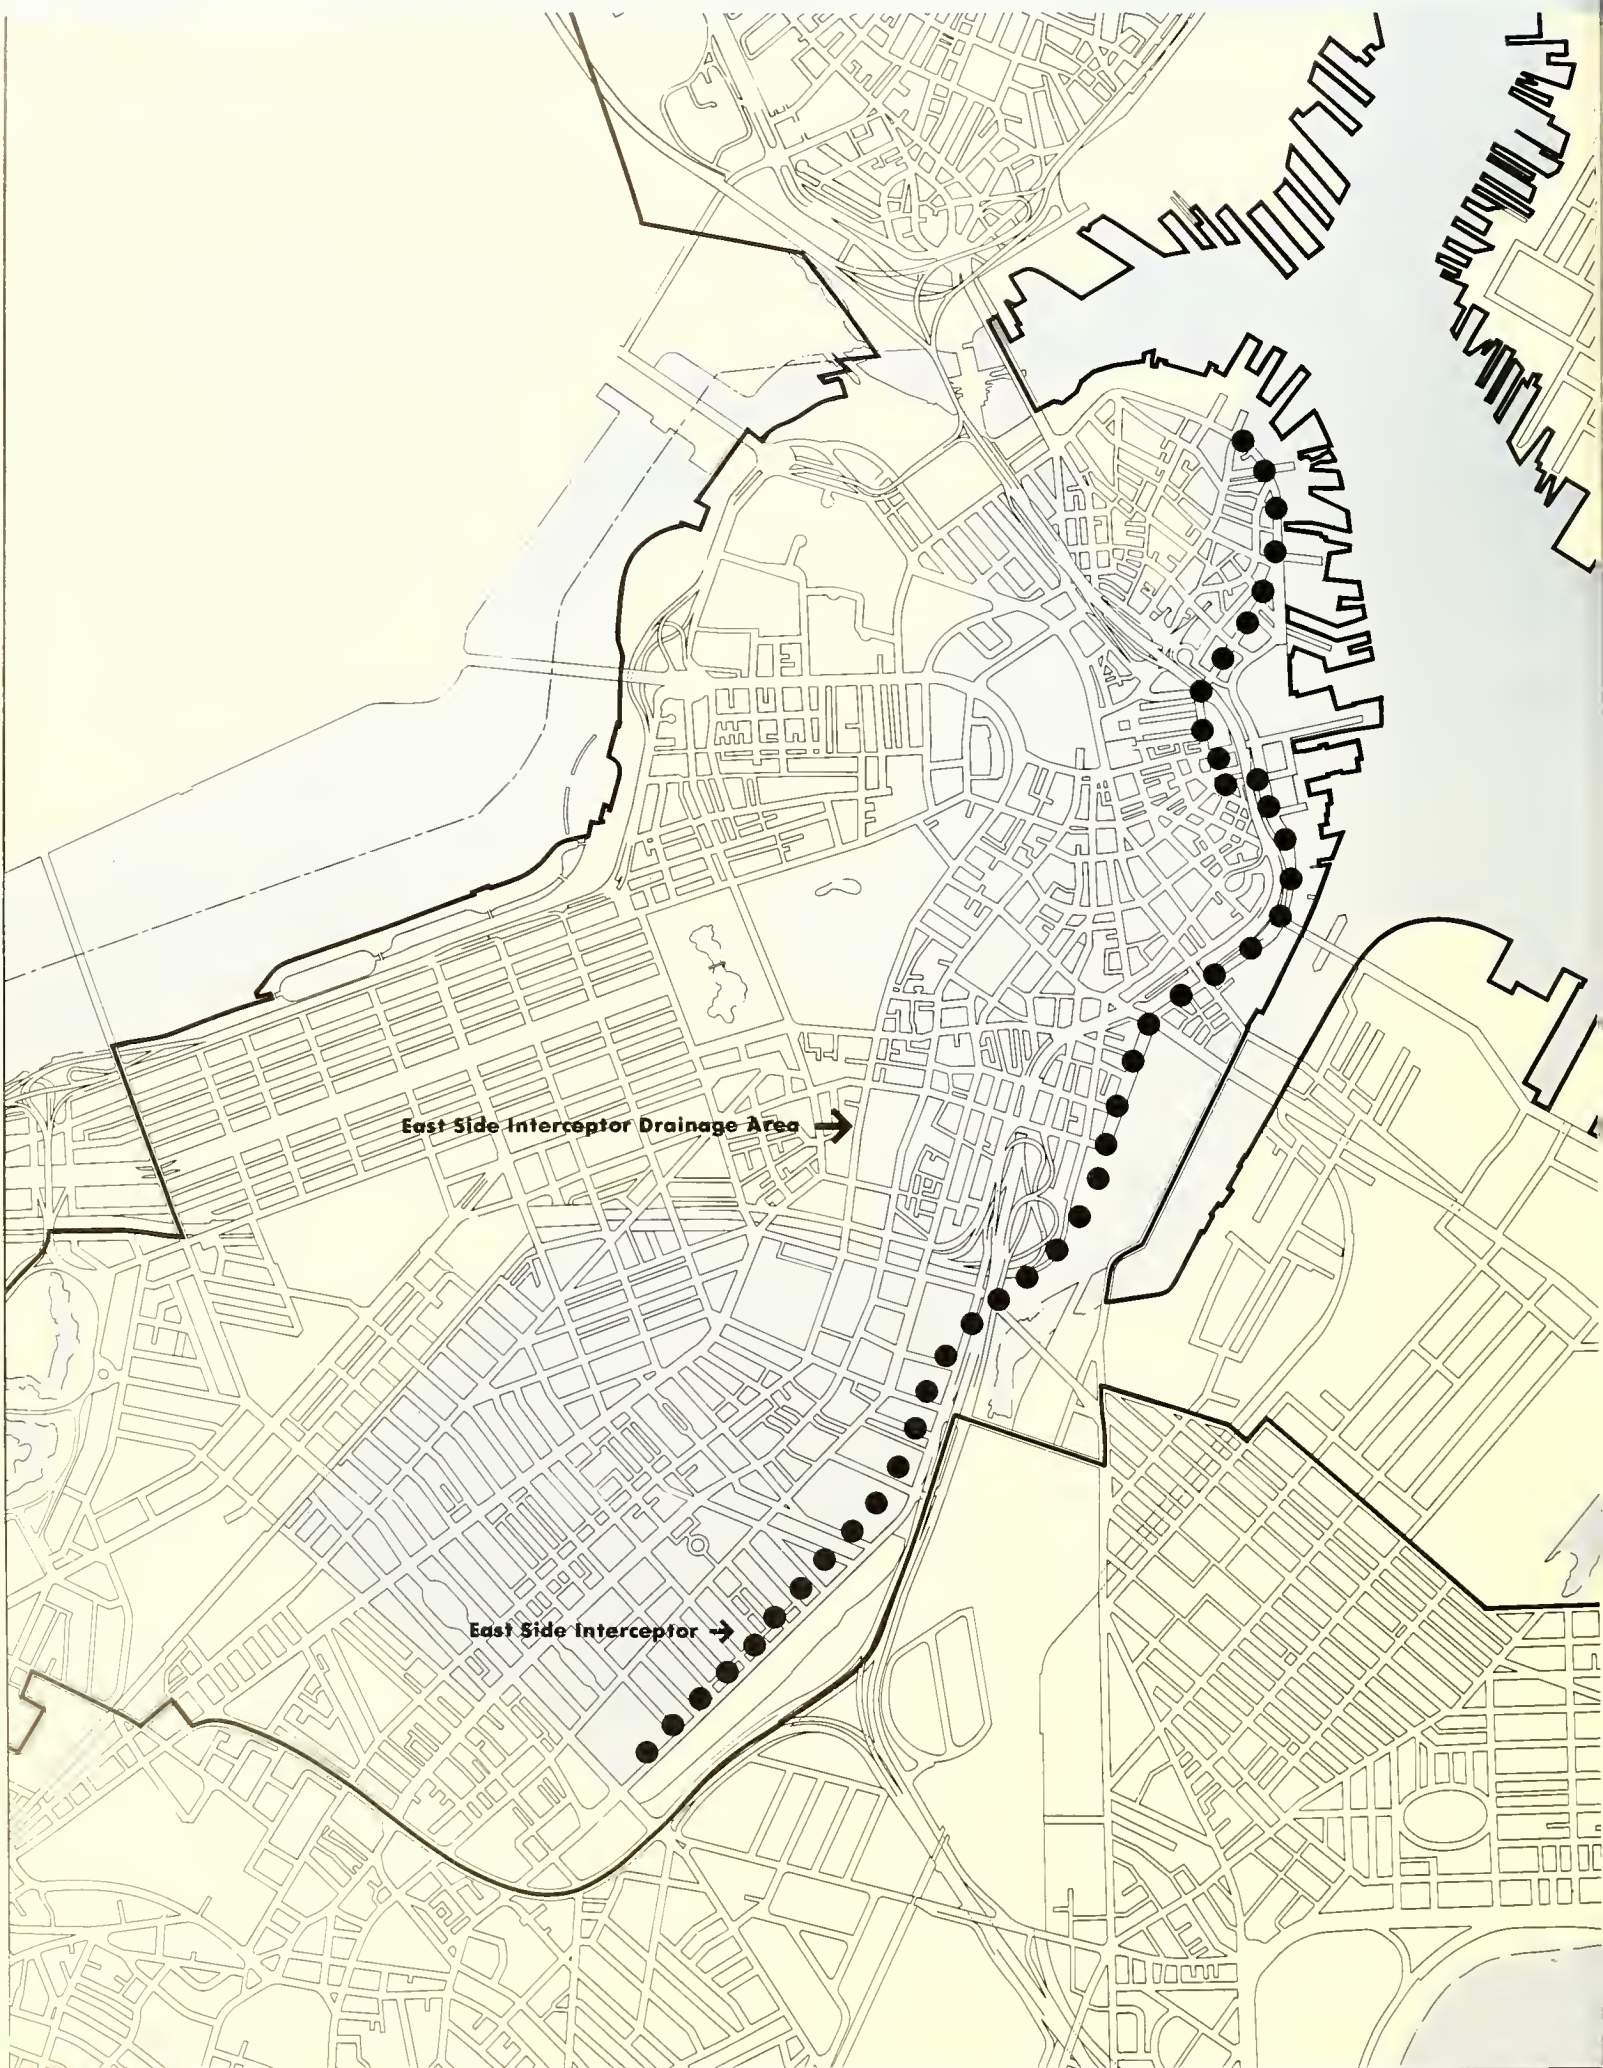 East Side Interceptor Drainage Area →
East Side Interceptor →